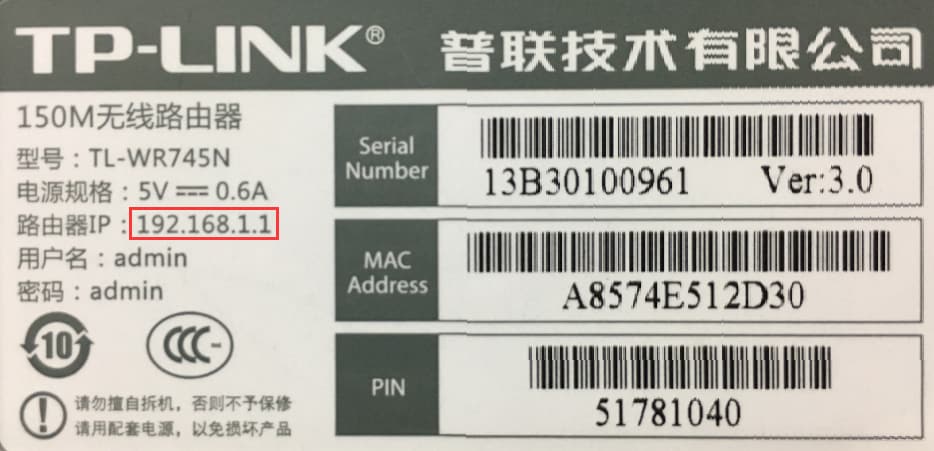 TP-LINK® 普联技术有限公司
150M无线路由器
型号：TL-WR745N
电源规格：5V⎓0.6A
路由器IP：192.168.1.1
用户名：admin
密码：admin
10
CCC
请勿擅自拆机，否则不予保修
请用配套电源，以免损坏产品
Serial Number
13B30100961 Ver:3.0
MAC Address
A8574E512D30
PIN
51781040